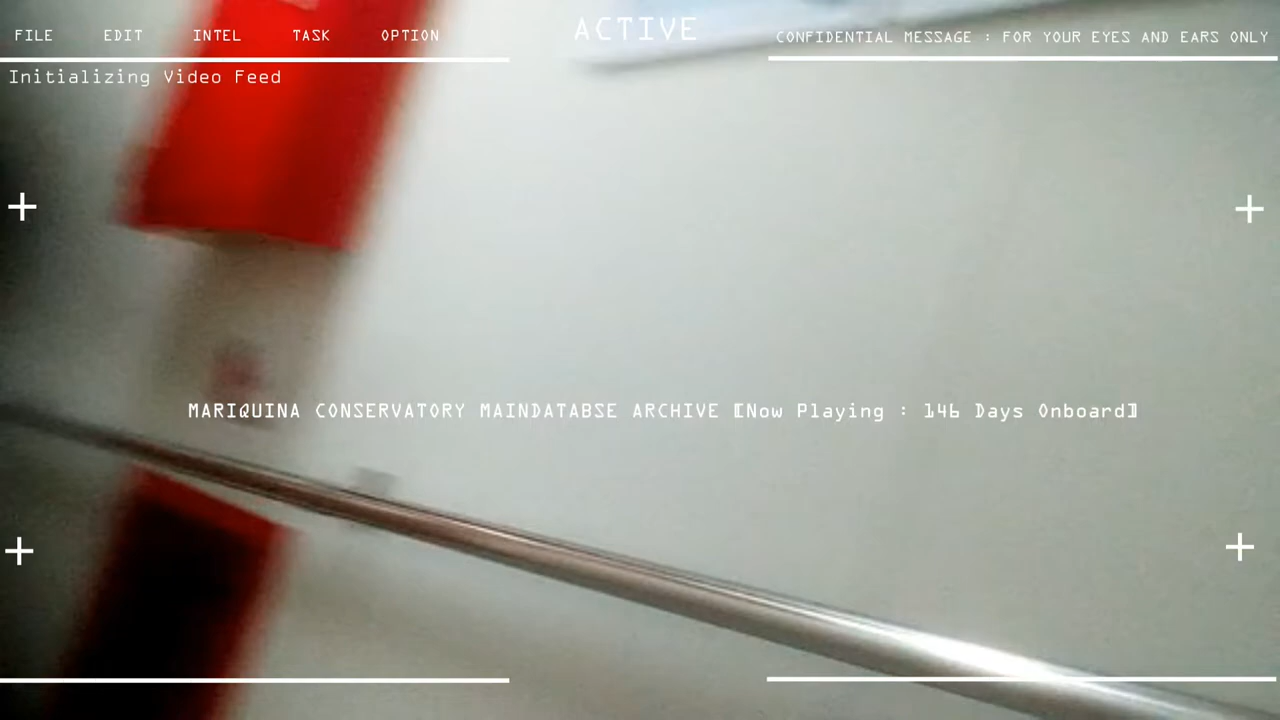 FILE EDIT INTEL TASK OPTION
ACTIVE
CONFIDENTIAL MESSAGE : FOR YOUR EYES AND EARS ONLY
Initializing Video Feed
MARIQUINA CONSERVATORY MAINDATABSE ARCHIVE [Now Playing : 146 Days Onboard]